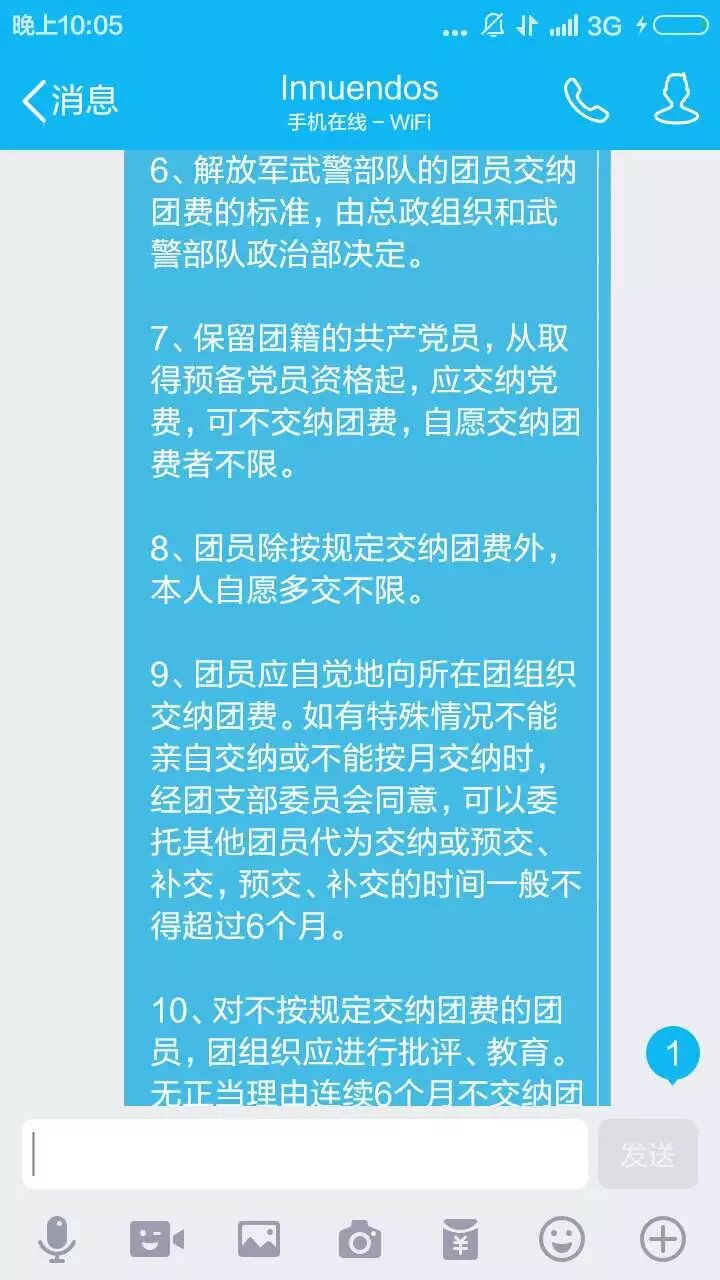 晚上10:05
... 3G
消息
Innuendos
手机在线 – WiFi
6、解放军武警部队的团员交纳
团费的标准，由总政组织和武
警部队政治部决定。
7、保留团籍的共产党员，从取
得预备党员资格起，应交纳党
费，可不交纳团费，自愿交纳团
费者不限。
8、团员除按规定交纳团费外，
本人自愿多交不限。
9、团员应自觉地向所在团组织
交纳团费。如有特殊情况不能
亲自交纳或不能按月交纳时，
经团支部委员会同意，可以委
托其他团员代为交纳或预交、
补交，预交、补交的时间一般不
得超过6个月。
10、对不按规定交纳团费的团
员，团组织应进行批评、教育。
无正当理由连续6个月不交纳团
1
发送
¥